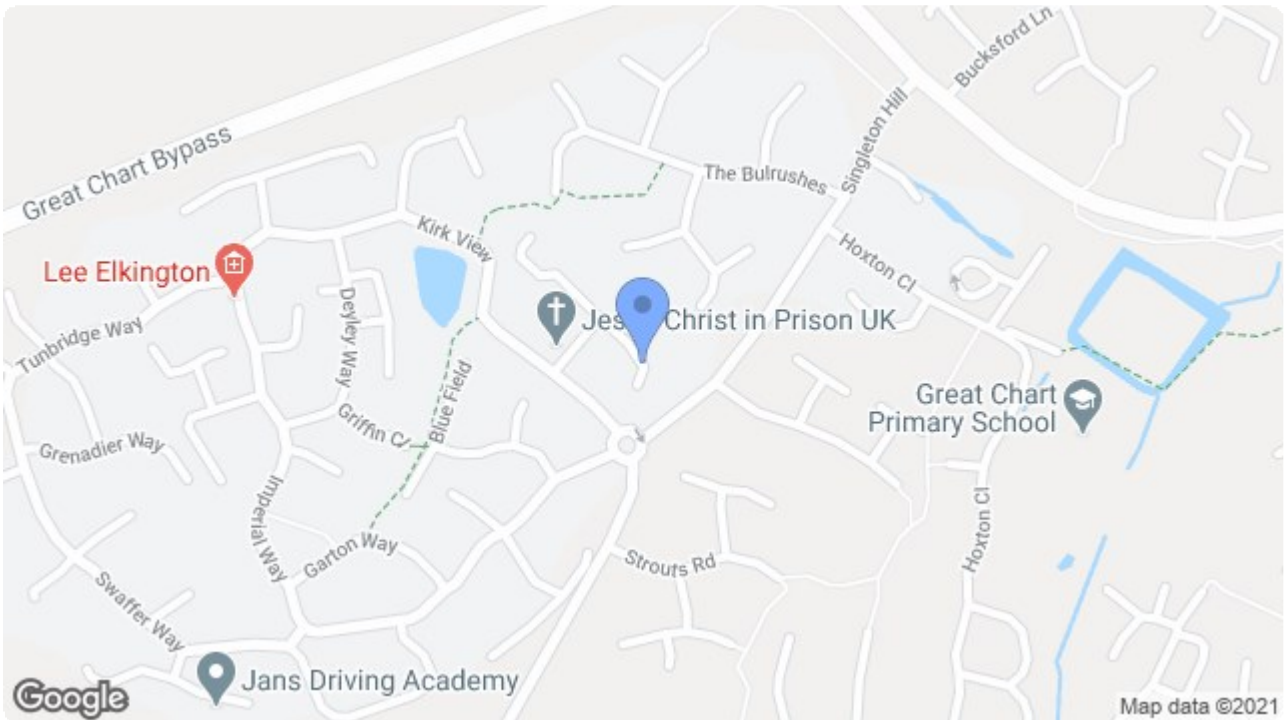 Bucksford Ln
Singleton Hill
Great Chart Bypass
The Bulrushes
Kirk View
Hoxton Cl
Lee Elkington
Deyley Way
Tunbridge Way
Christ in Prison UK
Blue Field
Great Chart
Primary School
Griffin C
Grenadier Way
Imperial Way
Hoxton Cl
Garton Way
Strouts Rd
Swaffer Way
Jans Driving Academy
Google
Map data ©2021